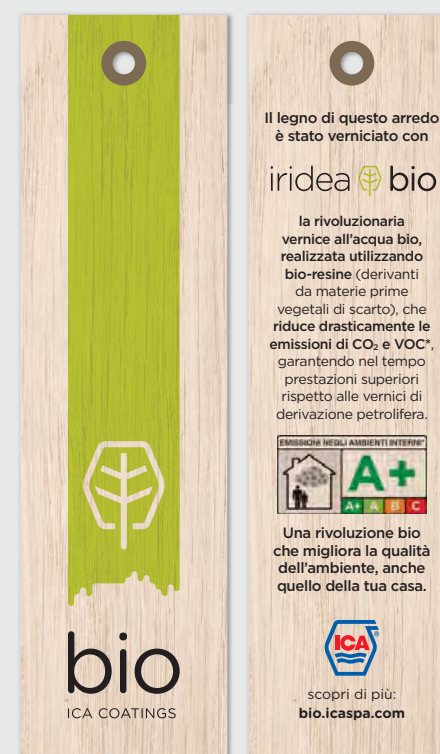 bio
ICA COATINGS
Il legno di questo arredo
è stato verniciato con
iridea bio
la rivoluzionaria
vernice all'acqua bio,
realizzata utilizzando
bio-resine (derivanti
da materie prime
vegetali di scarto), che
riduce drasticamente le
emissioni di CO₂ e VOC*,
garantendo nel tempo
prestazioni superiori
rispetto alle vernici di
derivazione petrolifera.
EMISSIONI NEGLI AMBIENTI INTERNI*
A+
A+ A B C
Una rivoluzione bio
che migliora la qualità
dell'ambiente, anche
quello della tua casa.
ICA®
scopri di più:
bio.icaspa.com